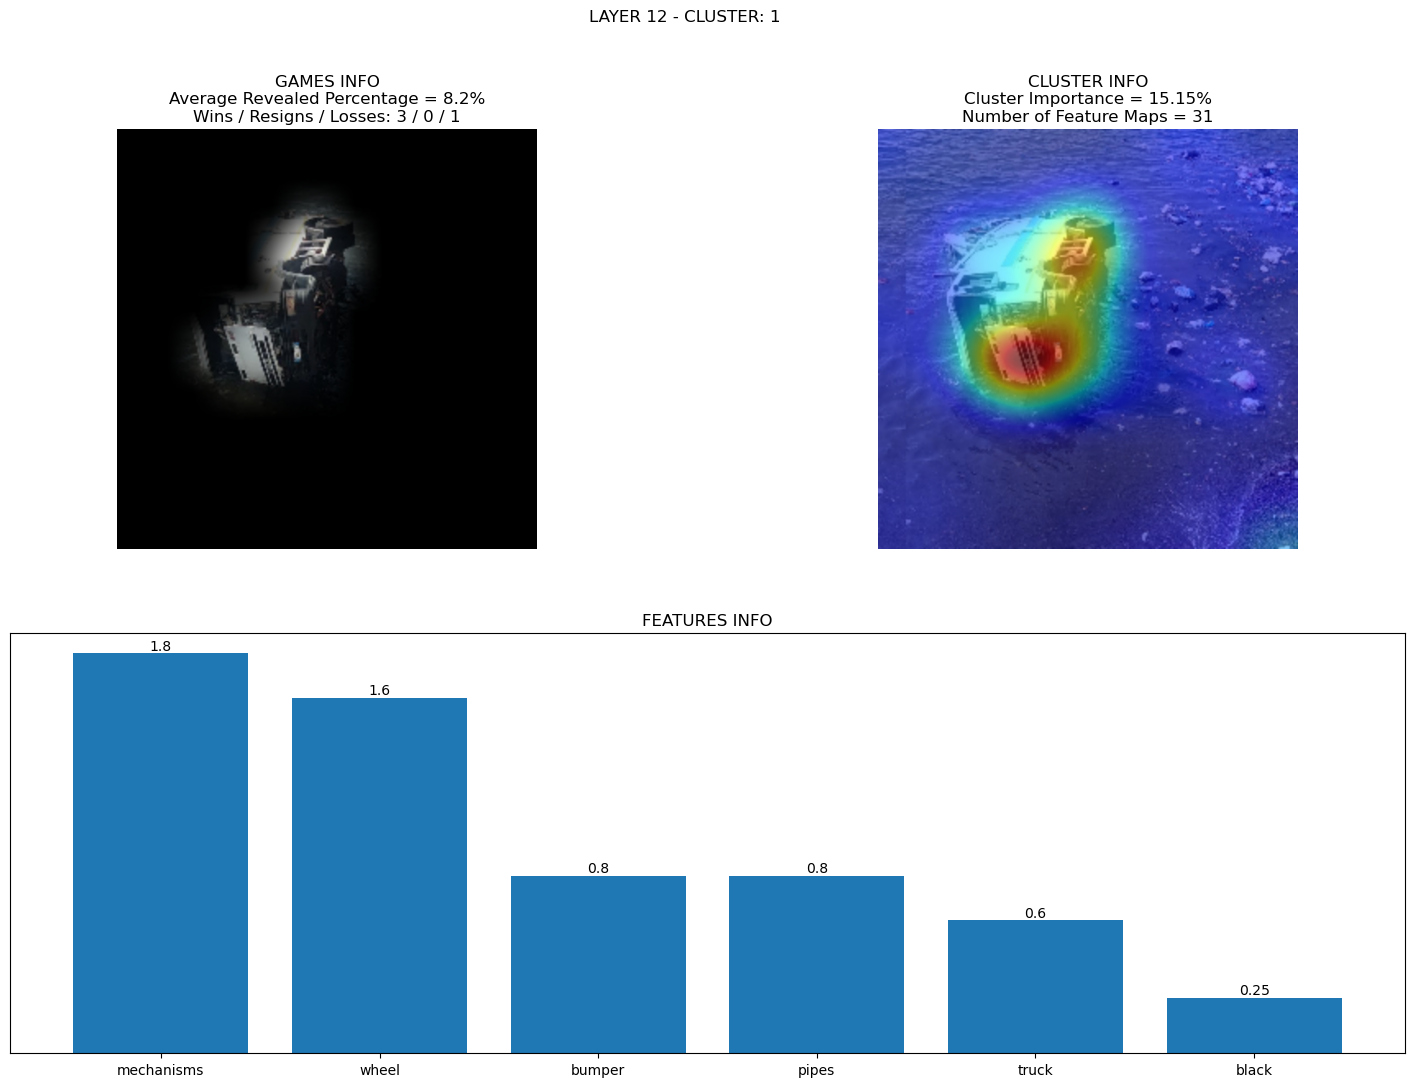 LAYER 12 - CLUSTER: 1
GAMES INFO
Average Revealed Percentage = 8.2%
Wins / Resigns / Losses: 3 / 0 / 1
CLUSTER INFO
Cluster Importance = 15.15%
Number of Feature Maps = 31
FEATURES INFO
1.8
1.6
0.8
0.8
0.6
0.25
mechanisms
wheel
bumper
pipes
truck
black